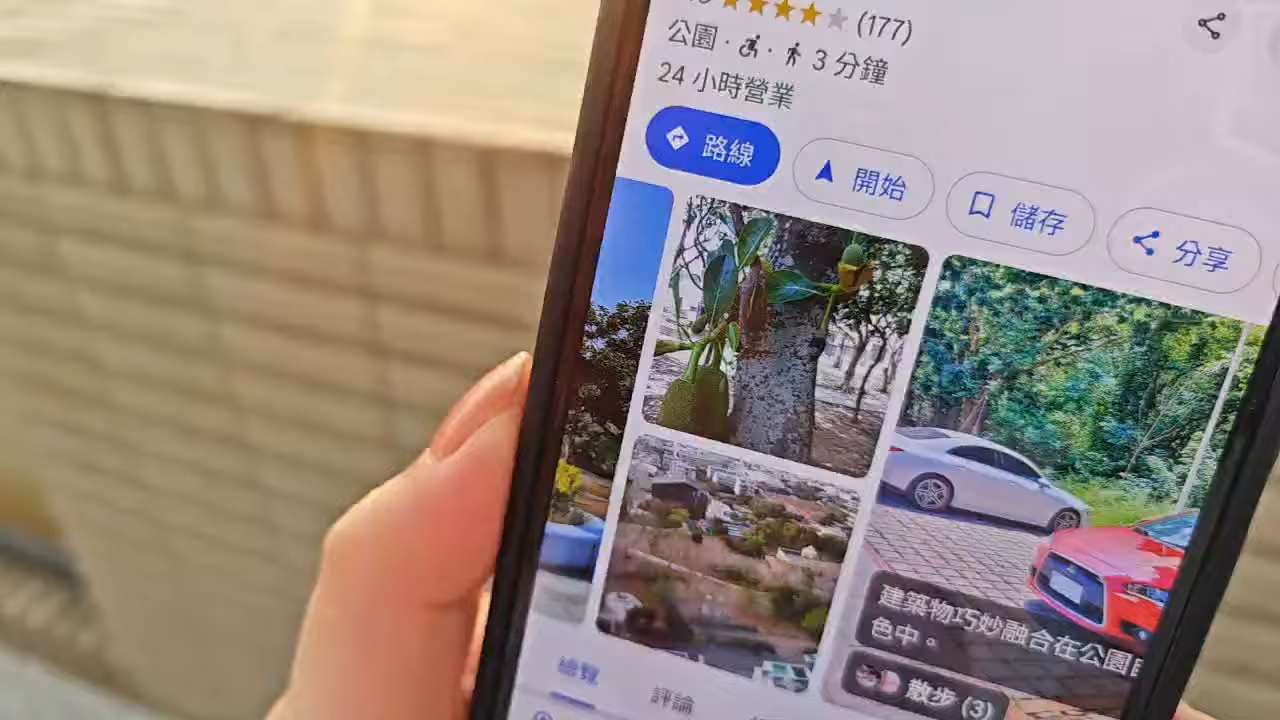 (177)
公園 · 3 分鐘
24 小時營業
路線
開始
儲存
分享
建築物巧妙融合在公園
色中。
散步 (3)
總覽
評論